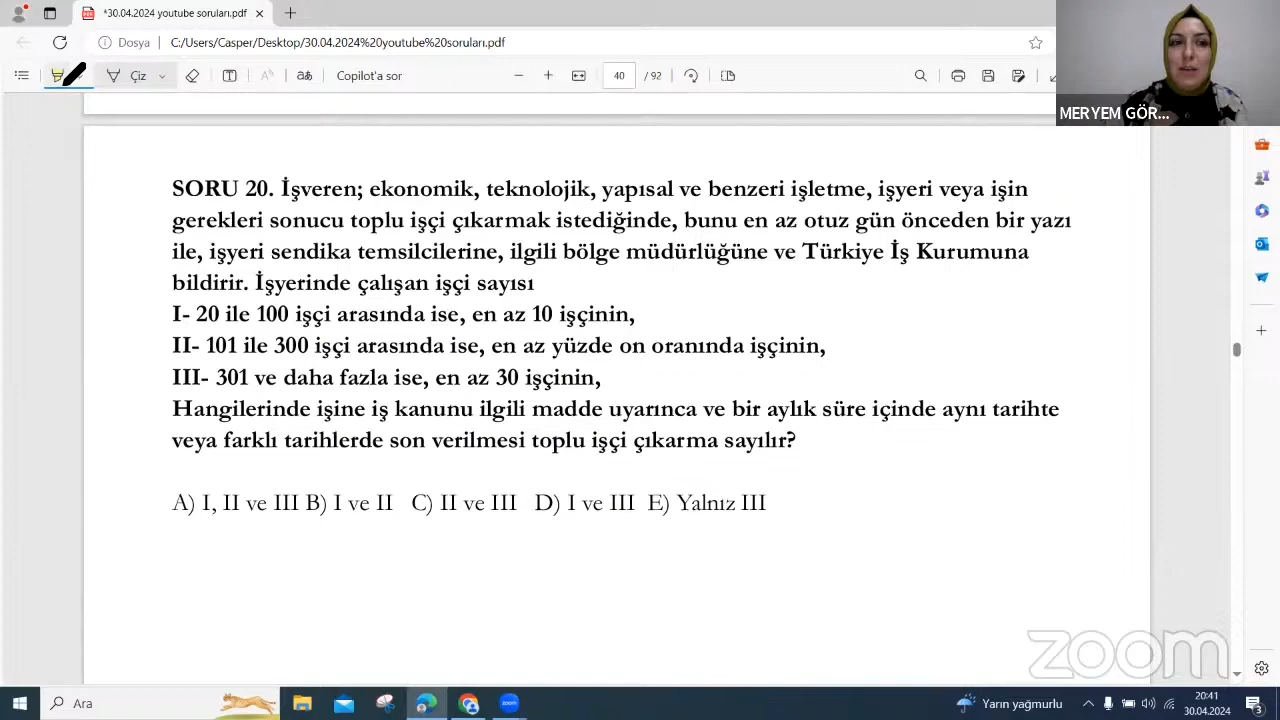 *30.04.2024 youtube soruları.pdf
Dosya
C:/Users/Casper/Desktop/30.04.2024%20youtube%20soruları.pdf
Çiz
Copilot'a sor
40 / 92
MERYEM GÖR...
SORU 20. İşveren; ekonomik, teknolojik, yapısal ve benzeri işletme, işyeri veya işin
gerekleri sonucu toplu işçi çıkarmak istediğinde, bunu en az otuz gün önceden bir yazı
ile, işyeri sendika temsilcilerine, ilgili bölge müdürlüğüne ve Türkiye İş Kurumuna
bildirir. İşyerinde çalışan işçi sayısı
I- 20 ile 100 işçi arasında ise, en az 10 işçinin,
II- 101 ile 300 işçi arasında ise, en az yüzde on oranında işçinin,
III- 301 ve daha fazla ise, en az 30 işçinin,
Hangilerinde işine iş kanunu ilgili madde uyarınca ve bir aylık süre içinde aynı tarihte
veya farklı tarihlerde son verilmesi toplu işçi çıkarma sayılır?
A) I, II ve III B) I ve II C) II ve III D) I ve III E) Yalnız III
zoom
Ara
zoom
Yarın yağmurlu
20:41
30.04.2024
3